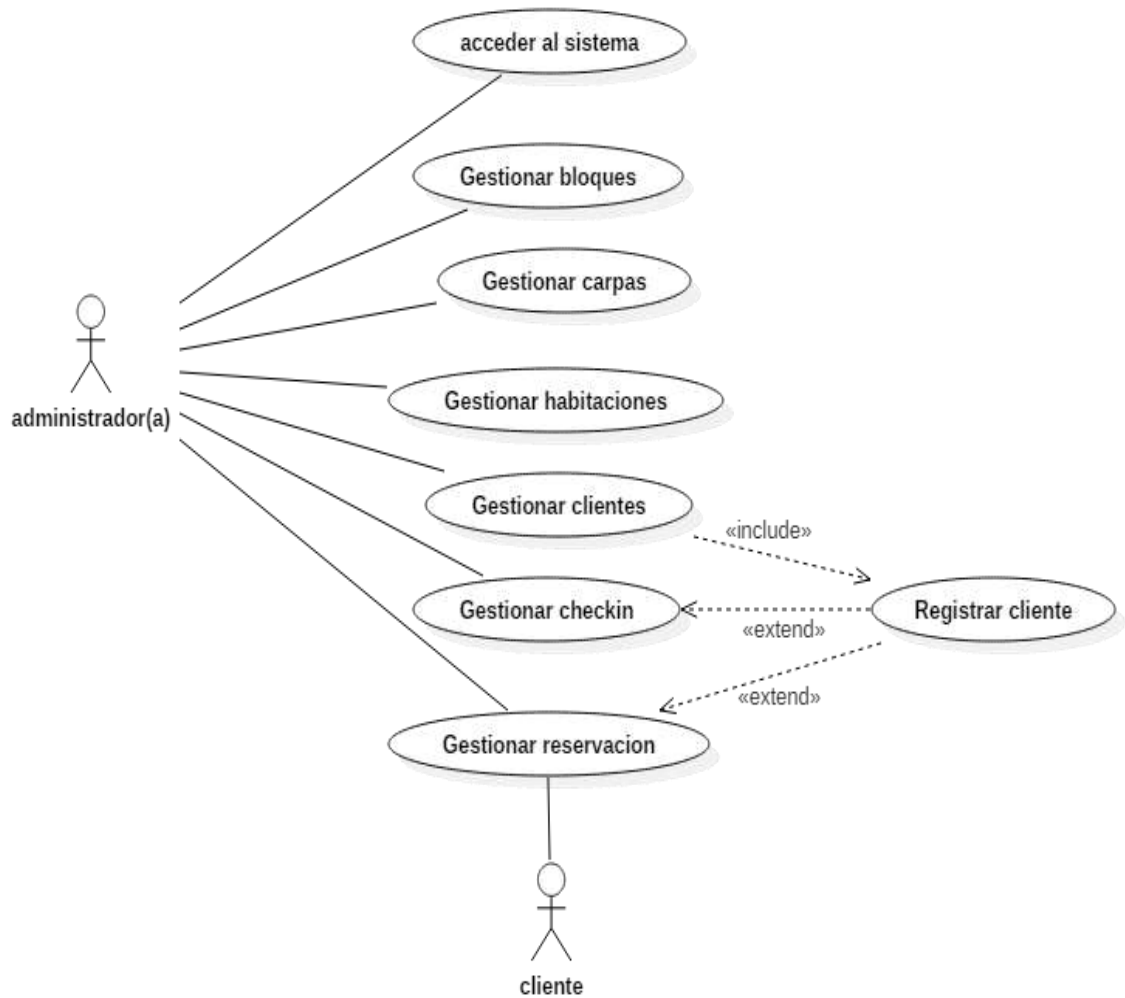 acceder al sistema
Gestionar bloques
Gestionar carpas
administrador(a)
Gestionar habitaciones
Gestionar clientes
«include»
Gestionar checkin
Registrar cliente
«extend»
«extend»
Gestionar reservacion
cliente